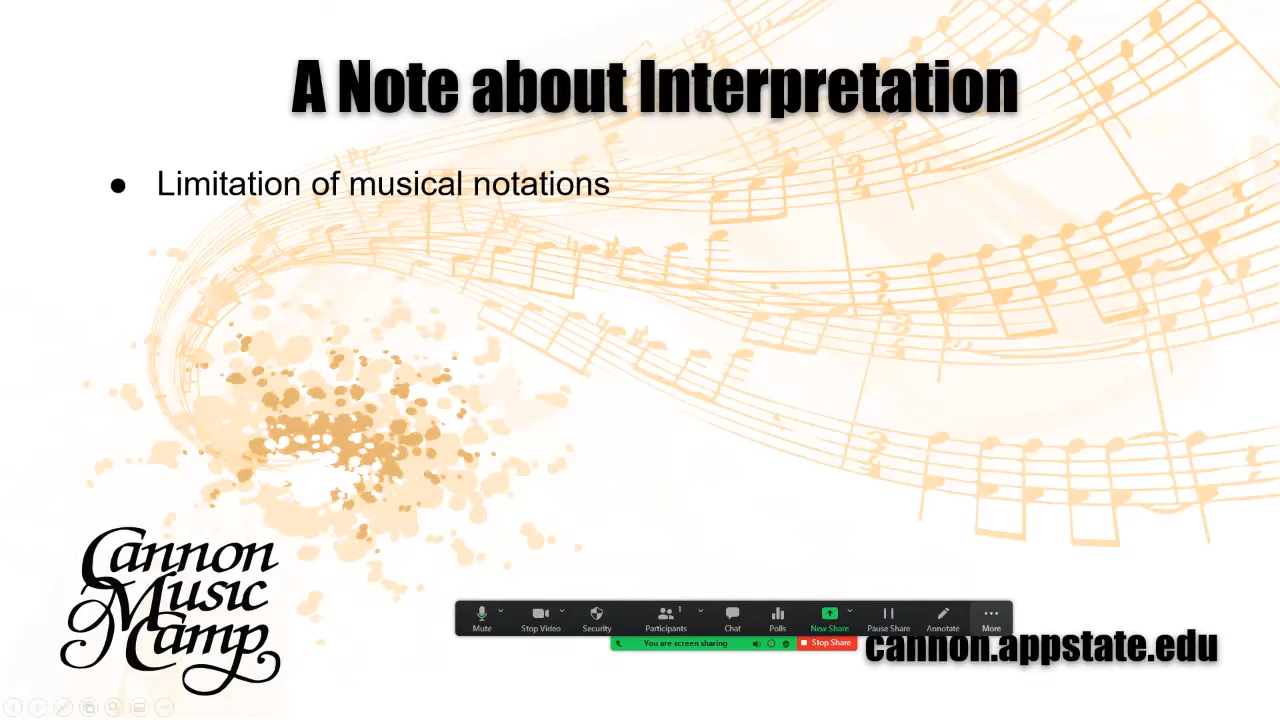 A Note about Interpretation
● Limitation of musical notations
Cannon
Music
Camp
Mute
Stop Video
Security
Participants
1
Chat
Polls
New Share
Pause Share
Annotate
More
You are screen sharing
Stop Share
cannon.appstate.edu